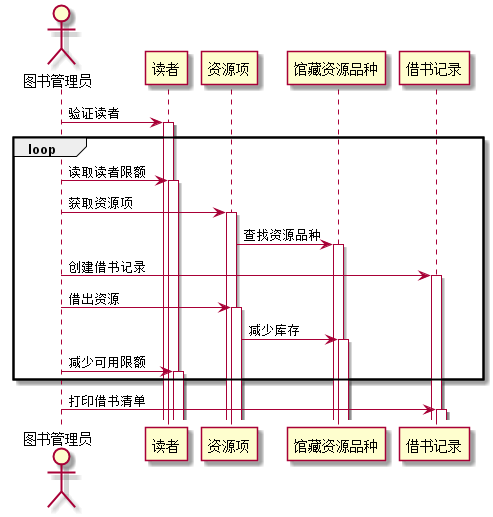 图书管理员
读者
资源项
馆藏资源品种
借书记录
验证读者
loop
读取读者限额
获取资源项
查找资源品种
创建借书记录
借出资源
减少库存
减少可用限额
打印借书清单
图书管理员
读者
资源项
馆藏资源品种
借书记录